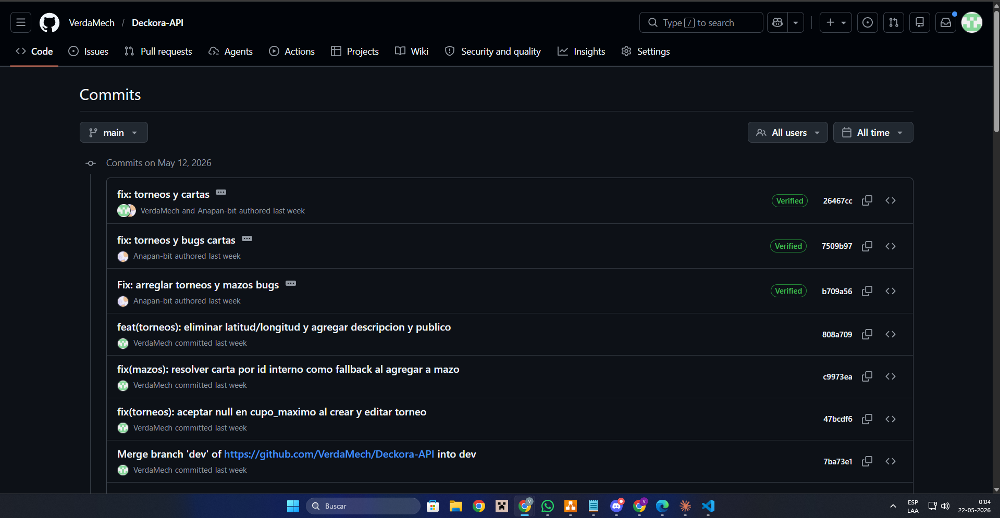 VerdaMech / Deckora-API
Type / to search
Code
Issues
Pull requests
Agents
Actions
Projects
Wiki
Security and quality
Insights
Settings
Commits
main
All users
All time
Commits on May 12, 2026
fix: torneos y cartas
VerdaMech and Anapan-bit authored last week
Verified
26467cc
fix: torneos y bugs cartas
Anapan-bit authored last week
Verified
7509b97
Fix: arreglar torneos y mazos bugs
Anapan-bit authored last week
Verified
b709a56
feat(torneos): eliminar latitud/longitud y agregar descripcion y publico
VerdaMech committed last week
808a709
fix(mazos): resolver carta por id interno como fallback al agregar a mazo
VerdaMech committed last week
c9973ea
fix(torneos): aceptar null en cupo_maximo al crear y editar torneo
VerdaMech committed last week
47bcdf6
Merge branch 'dev' of https://github.com/VerdaMech/Deckora-API into dev
VerdaMech committed last week
7ba73e1
Buscar
V
V
ESP
LAA
0:04
22-05-2026